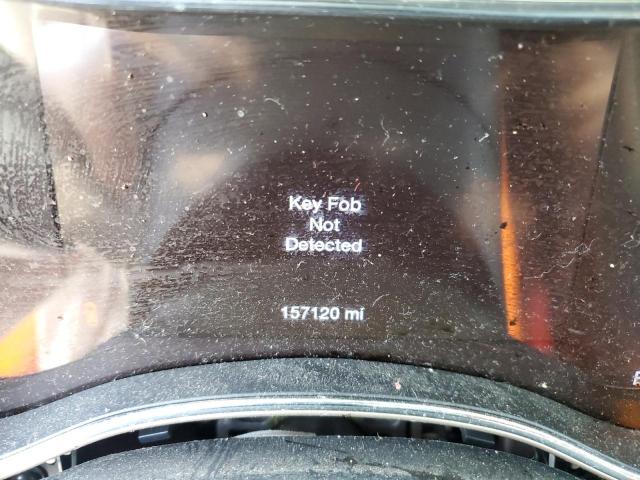 Key Fob
Not
Detected
157120 mi